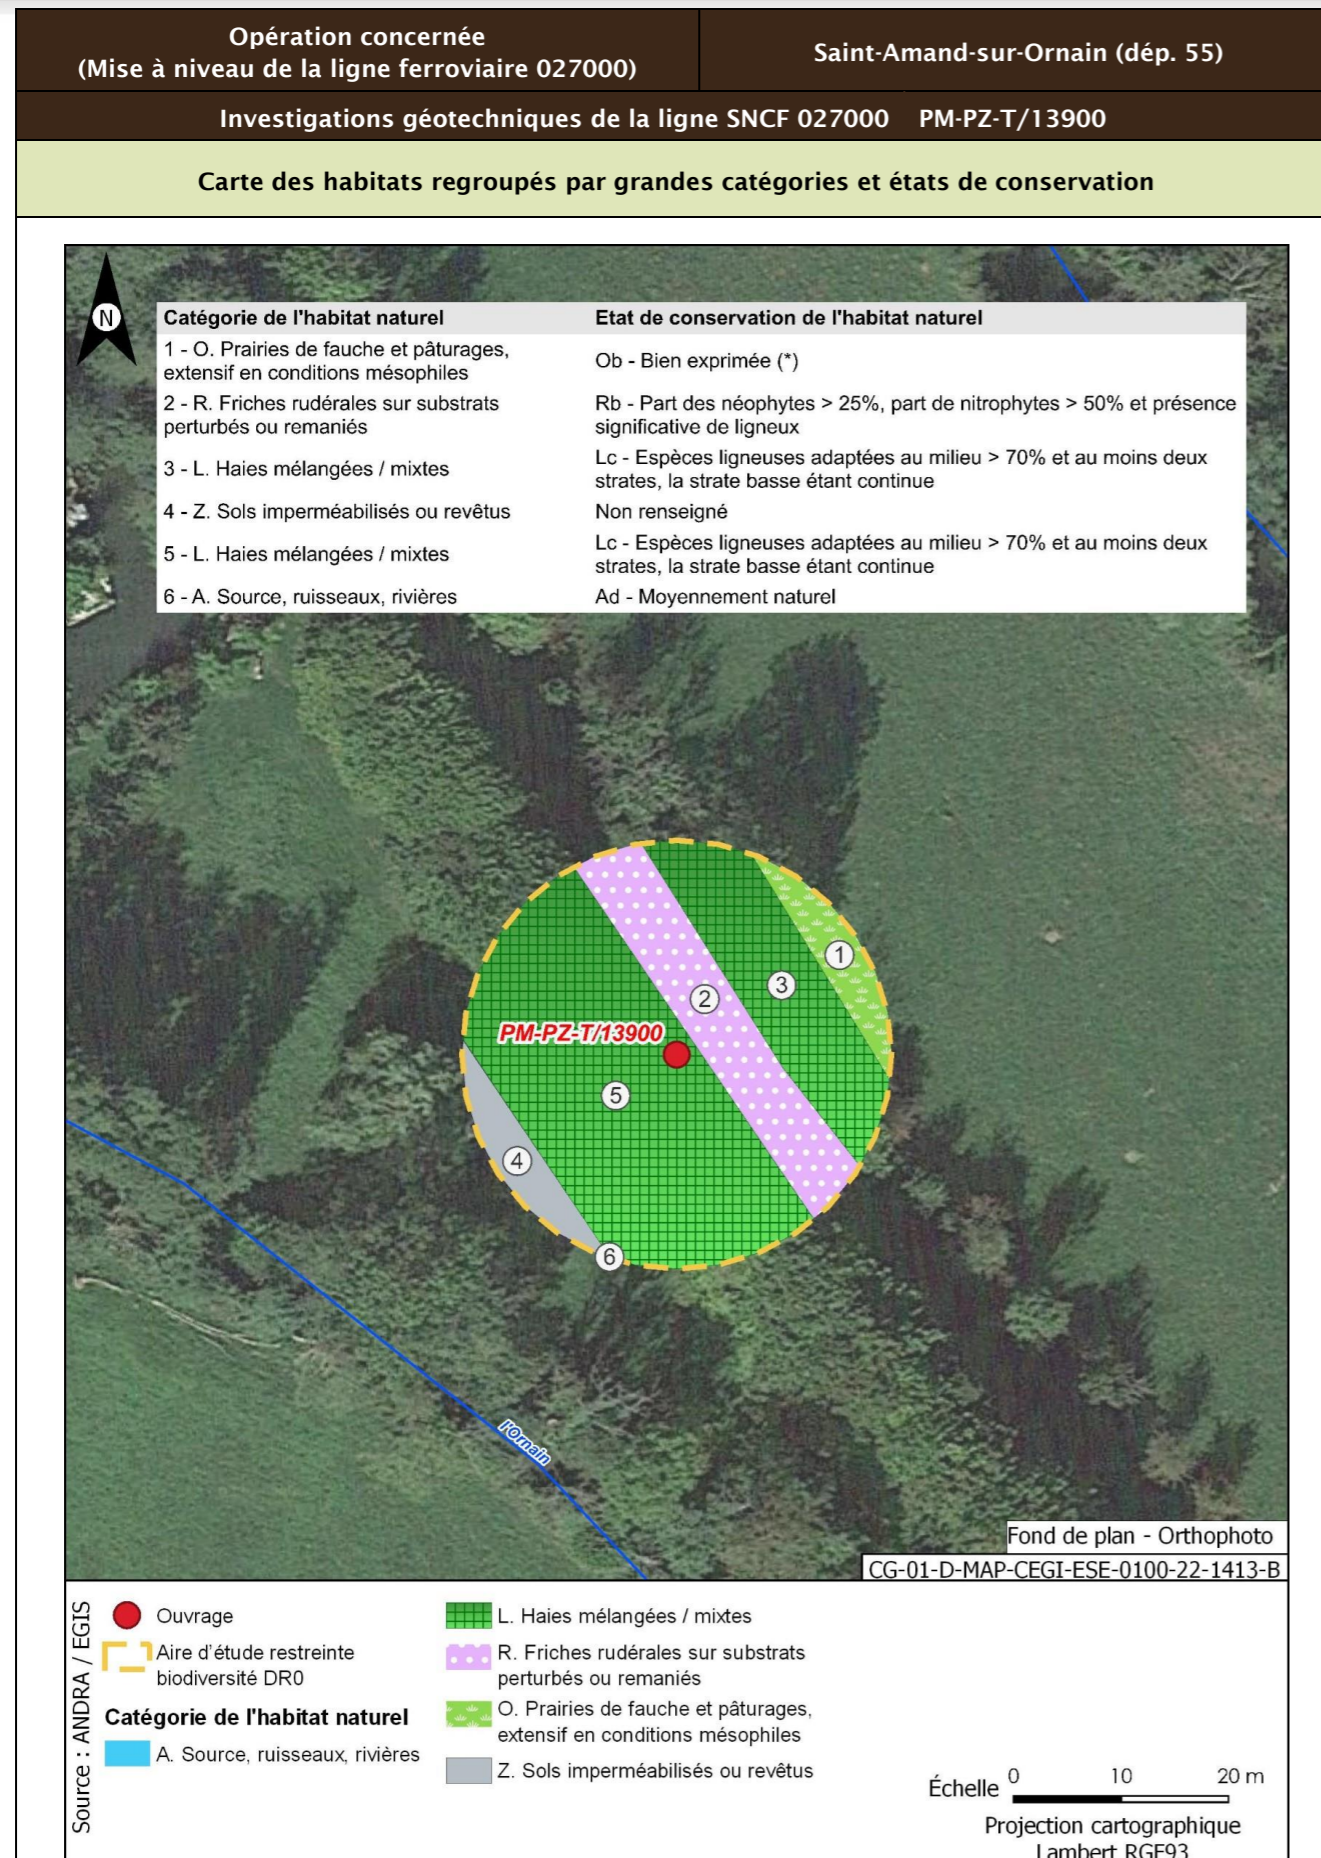 Opération concernée
(Mise à niveau de la ligne ferroviaire 027000)
Saint-Amand-sur-Ornain (dép. 55)
Investigations géotechniques de la ligne SNCF 027000 PM-PZ-T/13900
Carte des habitats regroupés par grandes catégories et états de conservation
N
Catégorie de l'habitat naturel
Etat de conservation de l'habitat naturel
1 - O. Prairies de fauche et pâturages,
extensif en conditions mésophiles
Ob - Bien exprimée (*)
2 - R. Friches rudérales sur substrats
perturbés ou remaniés
Rb - Part des néophytes > 25%, part de nitrophytes > 50% et présence
significative de ligneux
3 - L. Haies mélangées / mixtes
Lc - Espèces ligneuses adaptées au milieu > 70% et au moins deux
strates, la strate basse étant continue
4 - Z. Sols imperméabilisés ou revêtus
Non renseigné
5 - L. Haies mélangées / mixtes
Lc - Espèces ligneuses adaptées au milieu > 70% et au moins deux
strates, la strate basse étant continue
6 - A. Source, ruisseaux, rivières
Ad - Moyennement naturel
1
3
2
PM-PZ-T/13900
5
4
6
l'Ornain
Fond de plan - Orthophoto
CG-01-D-MAP-CEGI-ESE-0100-22-1413-B
Source : ANDRA / EGIS
Ouvrage
Aire d'étude restreinte
biodiversité DR0
Catégorie de l'habitat naturel
A. Source, ruisseaux, rivières
L. Haies mélangées / mixtes
R. Friches rudérales sur substrats
perturbés ou remaniés
O. Prairies de fauche et pâturages,
extensif en conditions mésophiles
Z. Sols imperméabilisés ou revêtus
Échelle 0 10 20 m
Projection cartographique
Lambert RGF93